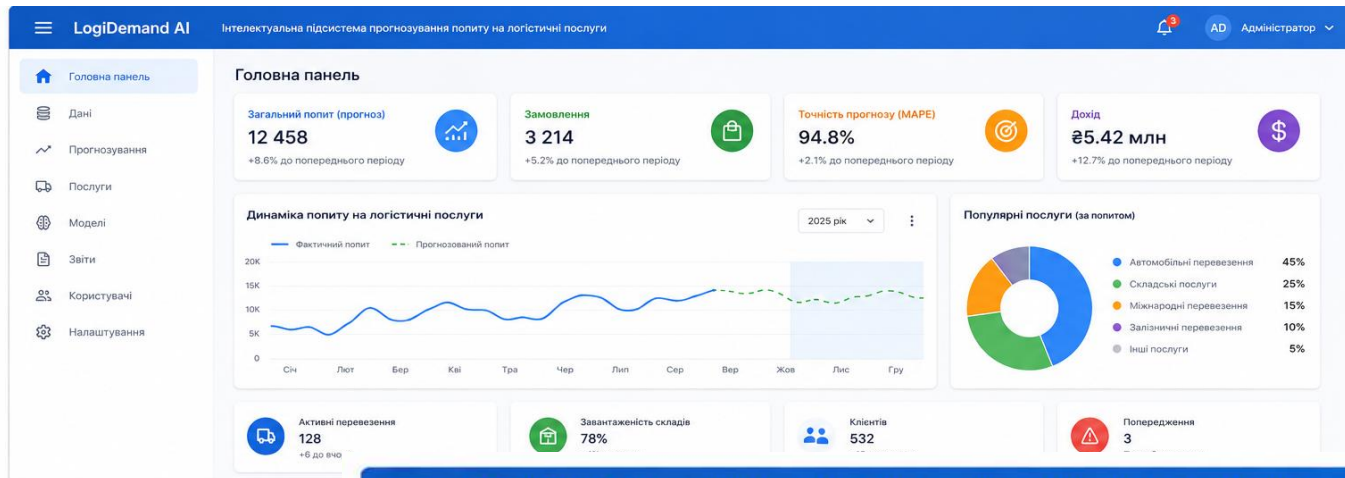 LogiDemand AI
Інтелектуальна підсистема прогнозування попиту на логістичні послуги
3
AD
Адміністратор
Головна панель
Дані
Прогнозування
Послуги
Моделі
Звіти
Користувачі
Налаштування
Головна панель
Загальний попит (прогноз)
12 458
+8.6% до попереднього періоду
Замовлення
3 214
+5.2% до попереднього періоду
Точність прогнозу (MAPE)
94.8%
+2.1% до попереднього періоду
Дохід
₴5.42 млн
+12.7% до попереднього періоду
Динаміка попиту на логістичні послуги
2025 рік
Фактичний попит
Прогнозований попит
20K
15K
10K
5K
0
Січ Лют Бер Кві Тра Чер Лип Сер Вер Жов Лис Гру
Популярні послуги (за попитом)
Автомобільні перевезення 45%
Складські послуги 25%
Міжнародні перевезення 15%
Залізничні перевезення 10%
Інші послуги 5%
Активні перевезення
128
+6 до
Завантаженість складів
78%
Клієнтів
532
Попередження
3